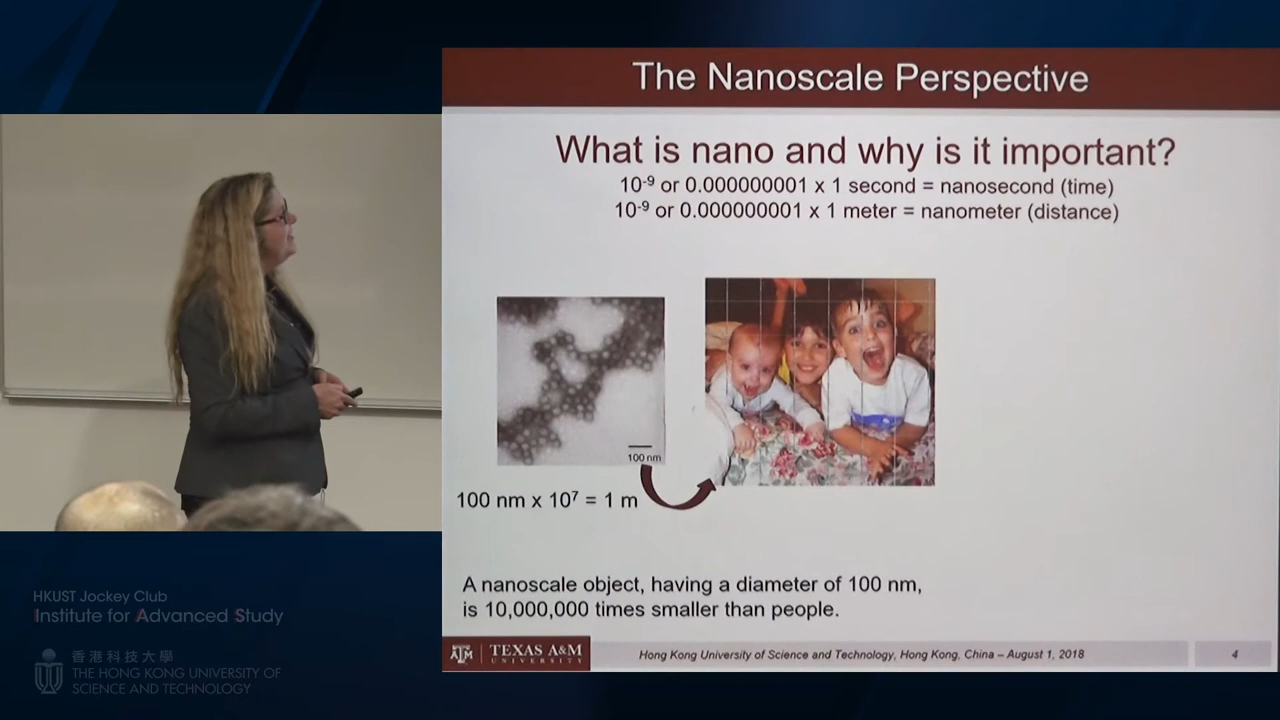 The Nanoscale Perspective
What is nano and why is it important?
10⁻⁹ or 0.000000001 x 1 second = nanosecond (time)
10⁻⁹ or 0.000000001 x 1 meter = nanometer (distance)
100 nm
100 nm x 10⁷ = 1 m
A nanoscale object, having a diameter of 100 nm,
is 10,000,000 times smaller than people.
ATM TEXAS A&M
UNIVERSITY
Hong Kong University of Science and Technology, Hong Kong, China – August 1, 2018
4
HKUST Jockey Club
Institute for Advanced Study
香港科技大學
THE HONG KONG UNIVERSITY OF
SCIENCE AND TECHNOLOGY